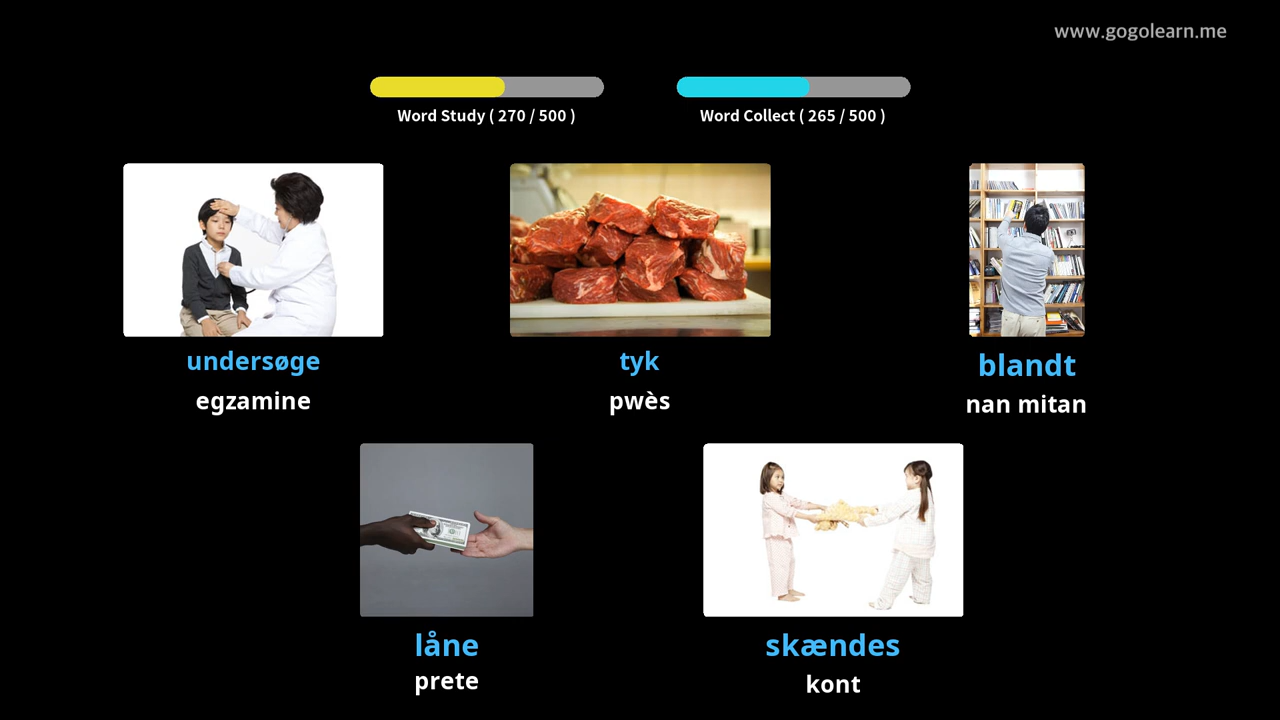 www.gogolearn.me
Word Study ( 270 / 500 )
Word Collect ( 265 / 500 )
undersøge
egzamine
tyk
pwès
blandt
nan mitan
låne
prete
skændes
kont